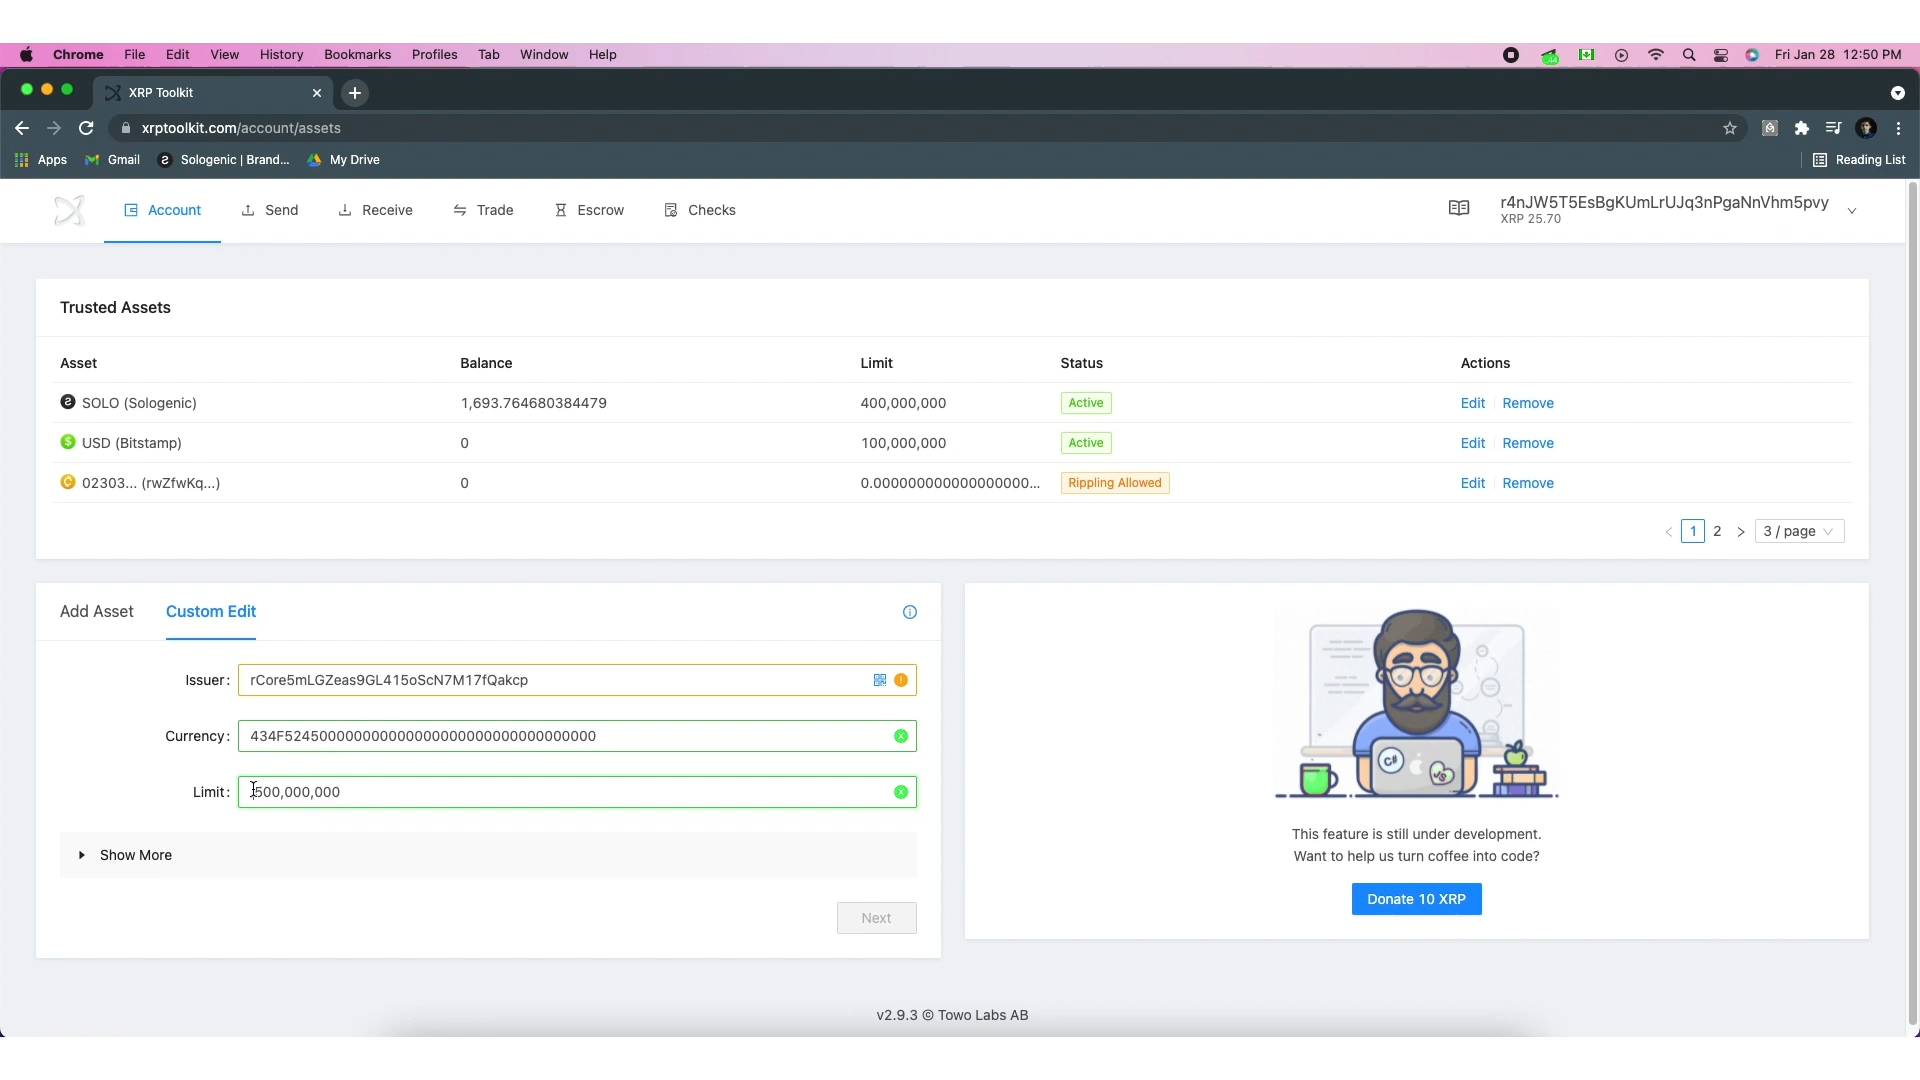 Chrome File Edit View History Bookmarks Profiles Tab Window Help Fri Jan 28 12:50 PM
XRP Toolkit
xrptoolkit.com/account/assets
Apps Gmail Sologenic | Brand... My Drive Reading List
Account Send Receive Trade Escrow Checks r4nJW5T5EsBgKUmLrUJq3nPgaNnVhm5pvy
XRP 25.70
Trusted Assets
Asset Balance Limit Status Actions
SOLO (Sologenic) 1,693.764680384479 400,000,000 Active Edit Remove
USD (Bitstamp) 0 100,000,000 Active Edit Remove
02303... (rwZfwKq...) 0 0.000000000000000000... Rippling Allowed Edit Remove
1 2 3 / page
Add Asset Custom Edit
Issuer: rCore5mLGZeas9GL415oScN7M17fQakcp
Currency: 434F524500000000000000000000000000000000
Limit: 500,000,000
Show More
Next
C#
JS
This feature is still under development.
Want to help us turn coffee into code?
Donate 10 XRP
v2.9.3 © Towo Labs AB